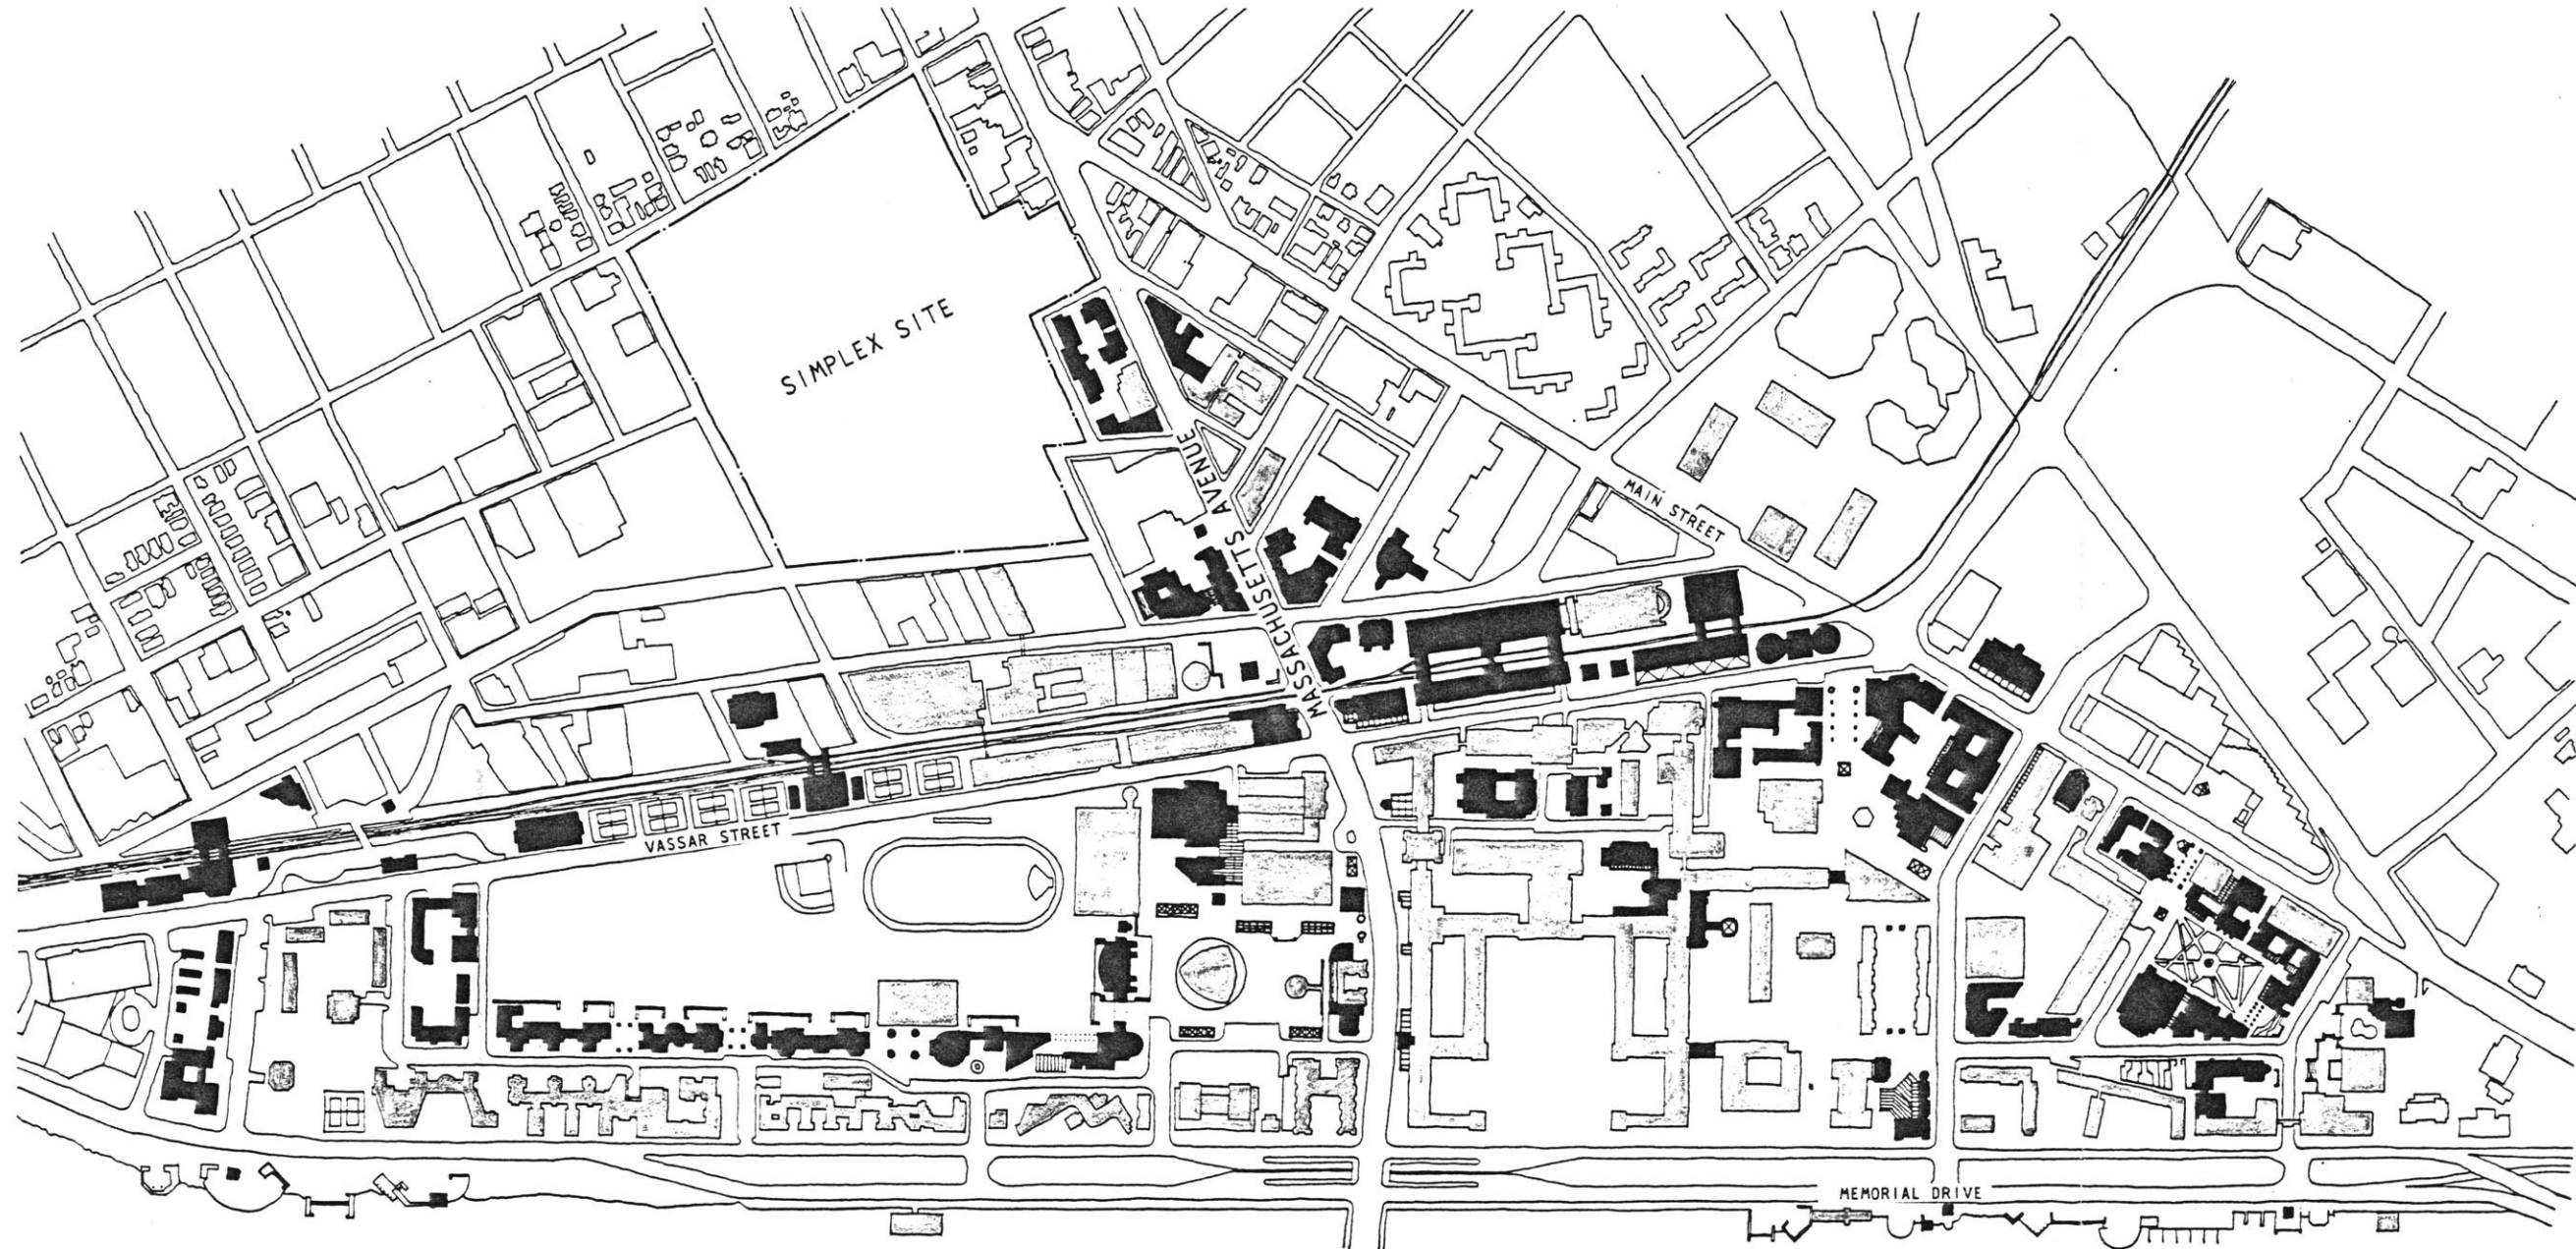 SIMPLEX SITE
MASSACHUSETTS AVENUE
MAIN STREET
VASSAR STREET
MEMORIAL DRIVE